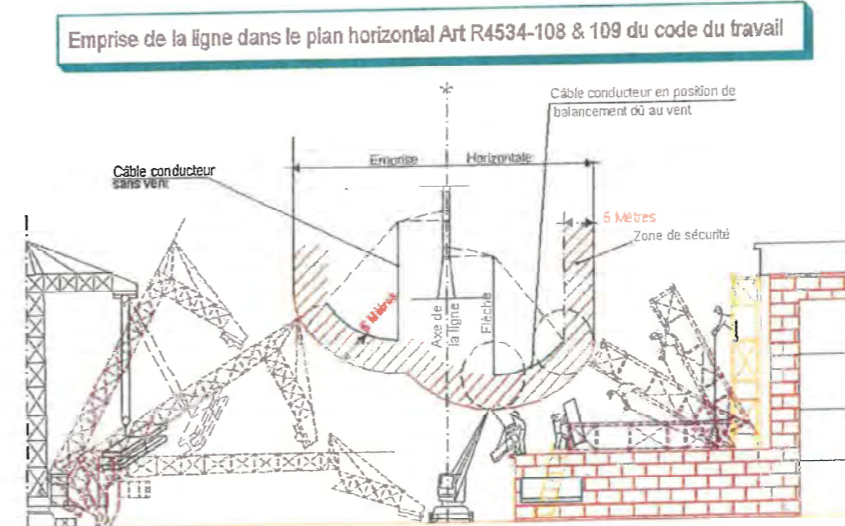 Emprise de la ligne dans le plan horizontal Art R4534-108 & 109 du code du travail
Câble conducteur en position de
balancement dû au vent
Emprise Horizontale
Câble conducteur
sans vent
5 Mètres
Zone de sécurité
5 Mètres
Axe de
la ligne
Flèche